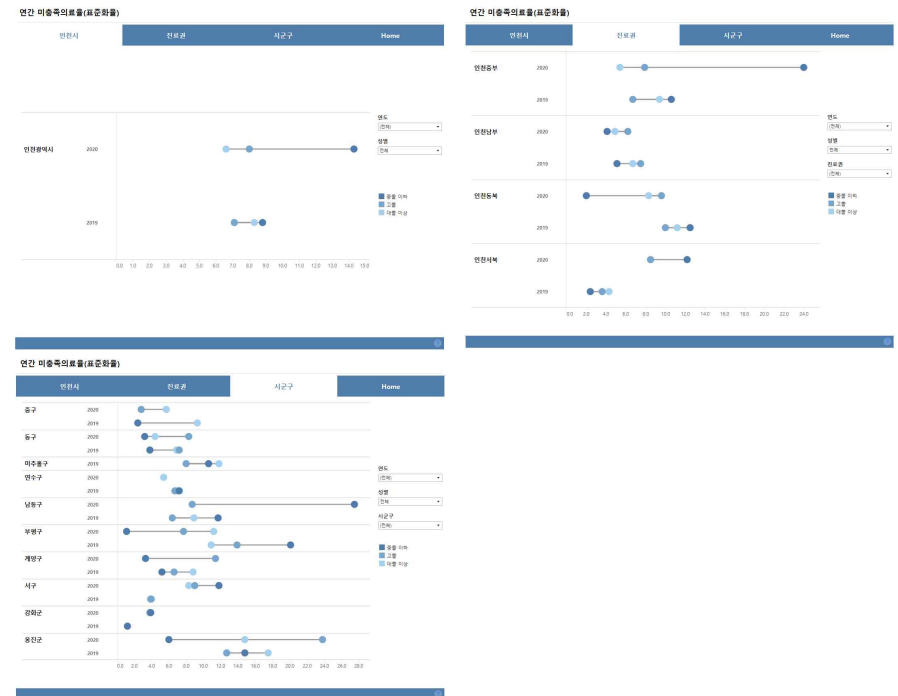 연간 미충족의료율(표준화율)
인천시 진료권 시군구 Home
연도
(전체)
성별
전체
인천광역시 2020
2019
중졸 이하
고졸
대졸 이상
0.0 1.0 2.0 3.0 4.0 5.0 6.0 7.0 8.0 9.0 10.0 11.0 12.0 13.0 14.0 15.0
연간 미충족의료율(표준화율)
인천시 진료권 시군구 Home
인천중부 2020
2019
인천남부 2020
2019
인천동북 2020
2019
인천서북 2020
2019
연도
(전체)
성별
전체
진료권
(전체)
중졸 이하
고졸
대졸 이상
0.0 2.0 4.0 6.0 8.0 10.0 12.0 14.0 16.0 18.0 20.0 22.0 24.0
연간 미충족의료율(표준화율)
인천시 진료권 시군구 Home
중구 2020
2019
동구 2020
2019
미추홀구 2019
연수구 2020
2019
남동구 2020
2019
부평구 2020
2019
계양구 2020
2019
서구 2020
2019
강화군 2020
2019
옹진군 2020
2019
연도
(전체)
성별
전체
시군구
(전체)
중졸 이하
고졸
대졸 이상
0.0 2.0 4.0 6.0 8.0 10.0 12.0 14.0 16.0 18.0 20.0 22.0 24.0 26.0 28.0